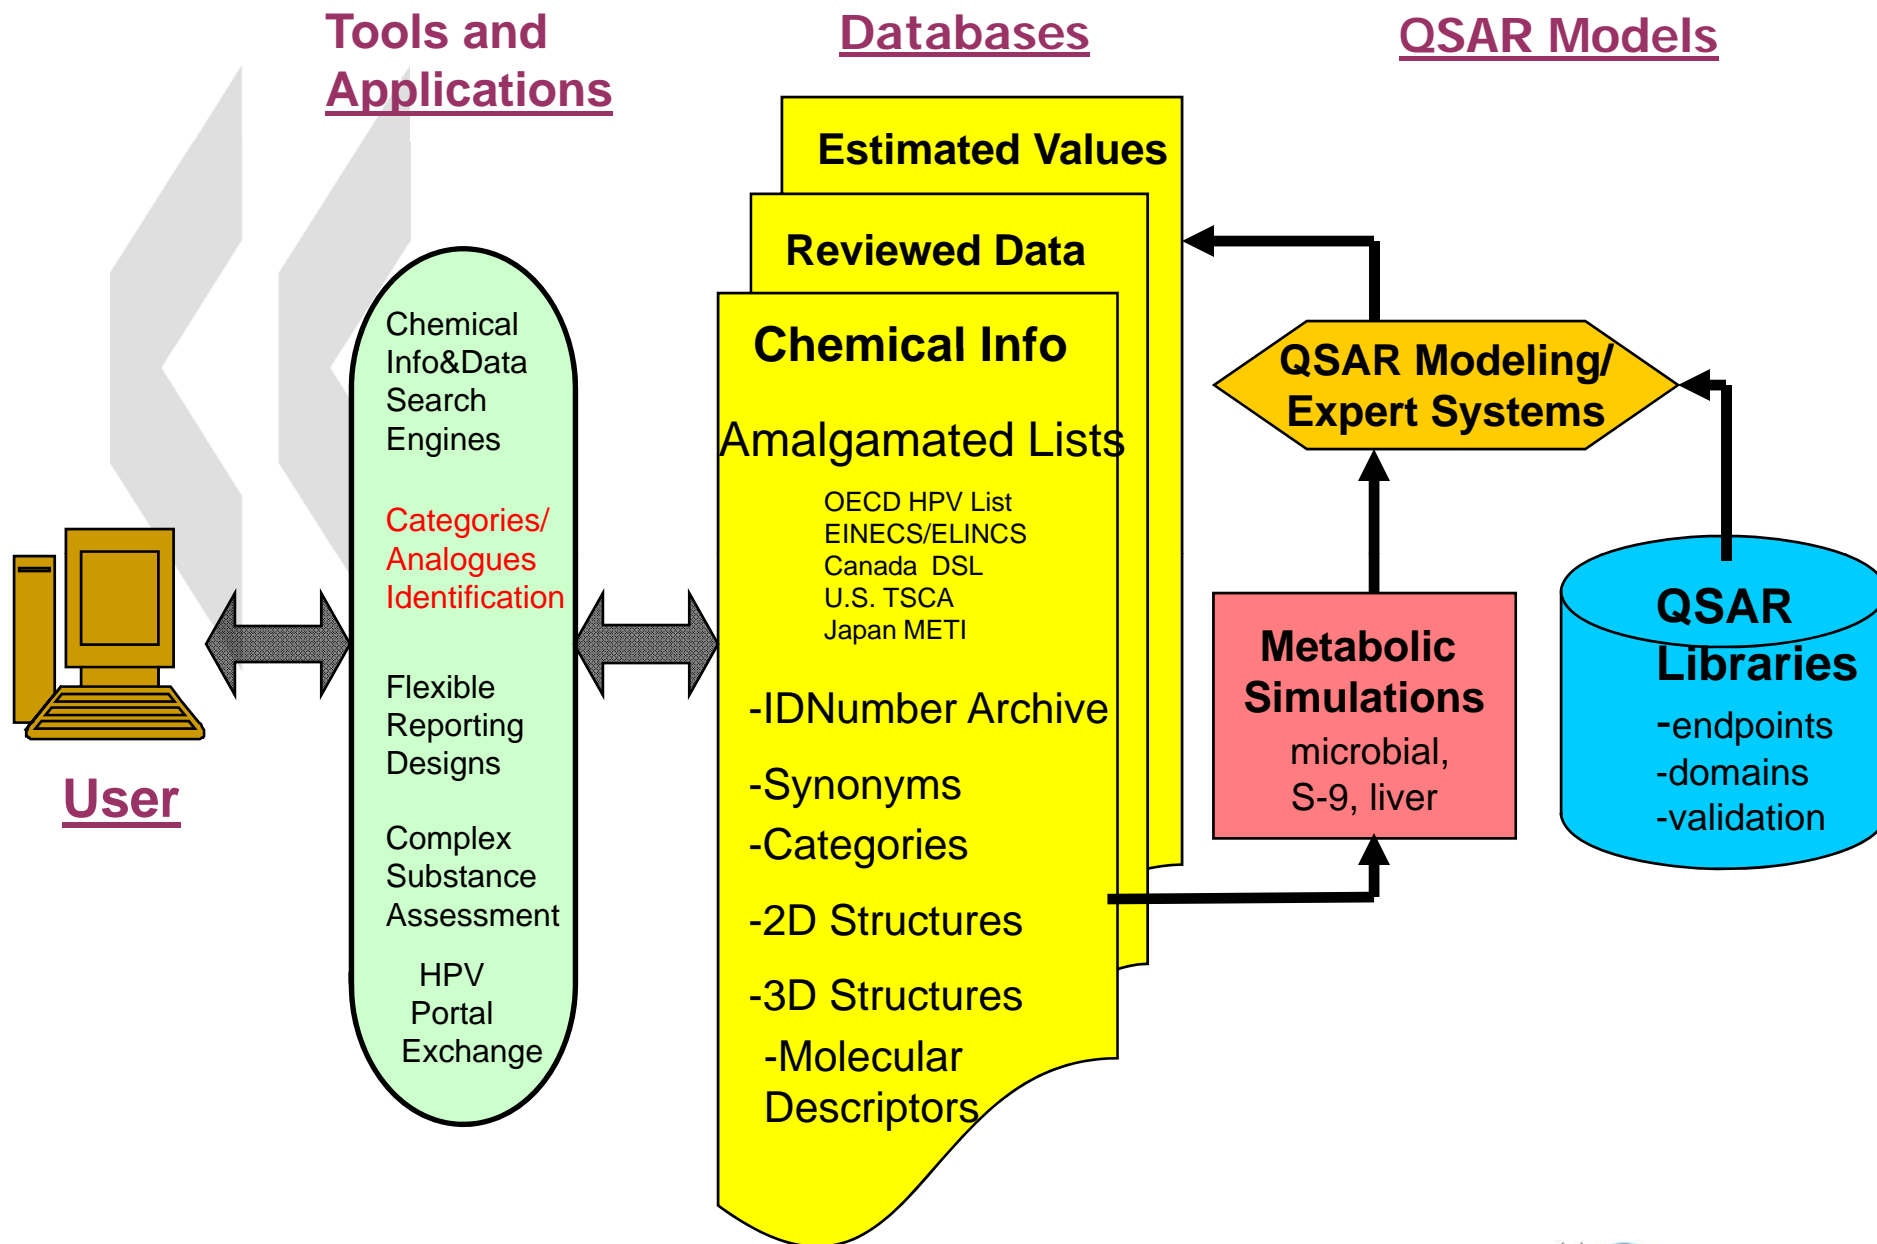 Tools and
Applications
Databases
QSAR Models
Estimated Values
Reviewed Data
Chemical Info
Amalgamated Lists
OECD HPV List
EINECS/ELINCS
Canada DSL
U.S. TSCA
Japan METI
-IDNumber Archive
-Synonyms
-Categories
-2D Structures
-3D Structures
-Molecular
Descriptors
Chemical
Info&Data
Search
Engines
Categories/
Analogues
Identification
Flexible
Reporting
Designs
Complex
Substance
Assessment
HPV
Portal
Exchange
User
QSAR Modeling/
Expert Systems
Metabolic
Simulations
microbial,
S-9, liver
QSAR
Libraries
-endpoints
-domains
-validation